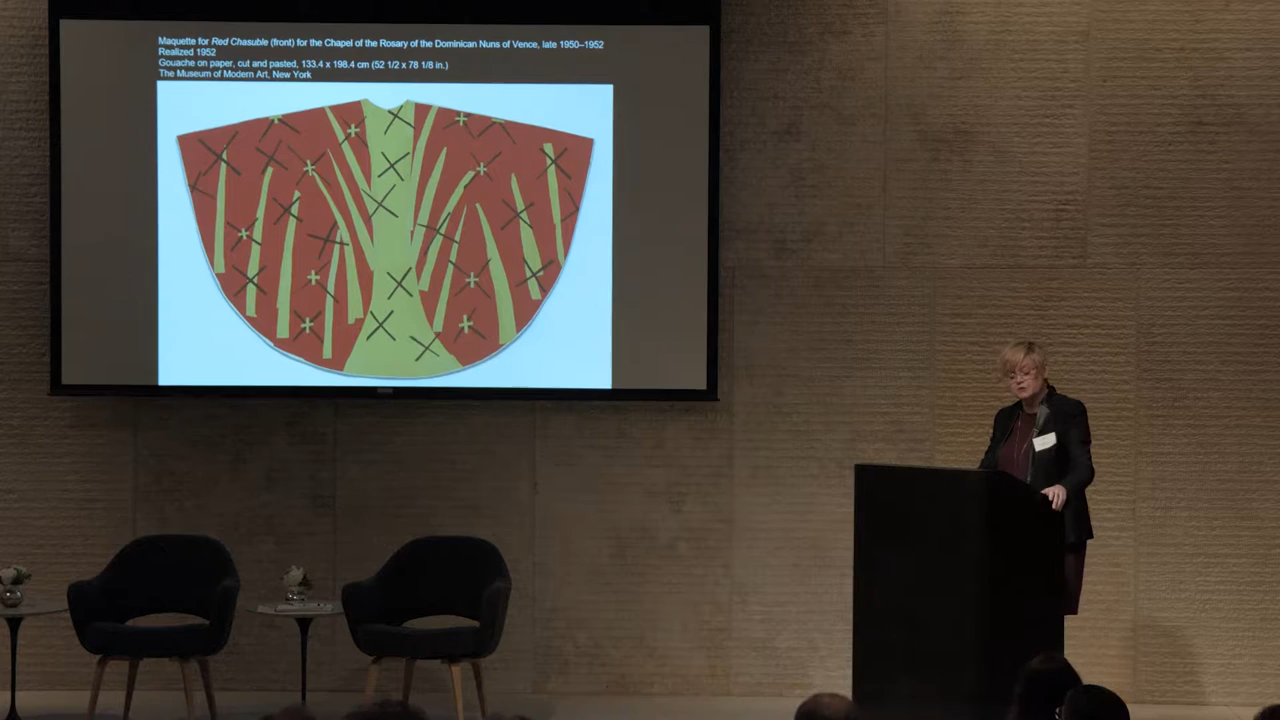 Maquette for Red Chasuble (front) for the Chapel of the Rosary of the Dominican Nuns of Vence, late 1950–1952
Realized 1952
Gouache on paper, cut and pasted, 133.4 x 198.4 cm (52 1/2 x 78 1/8 in.)
The Museum of Modern Art, New York